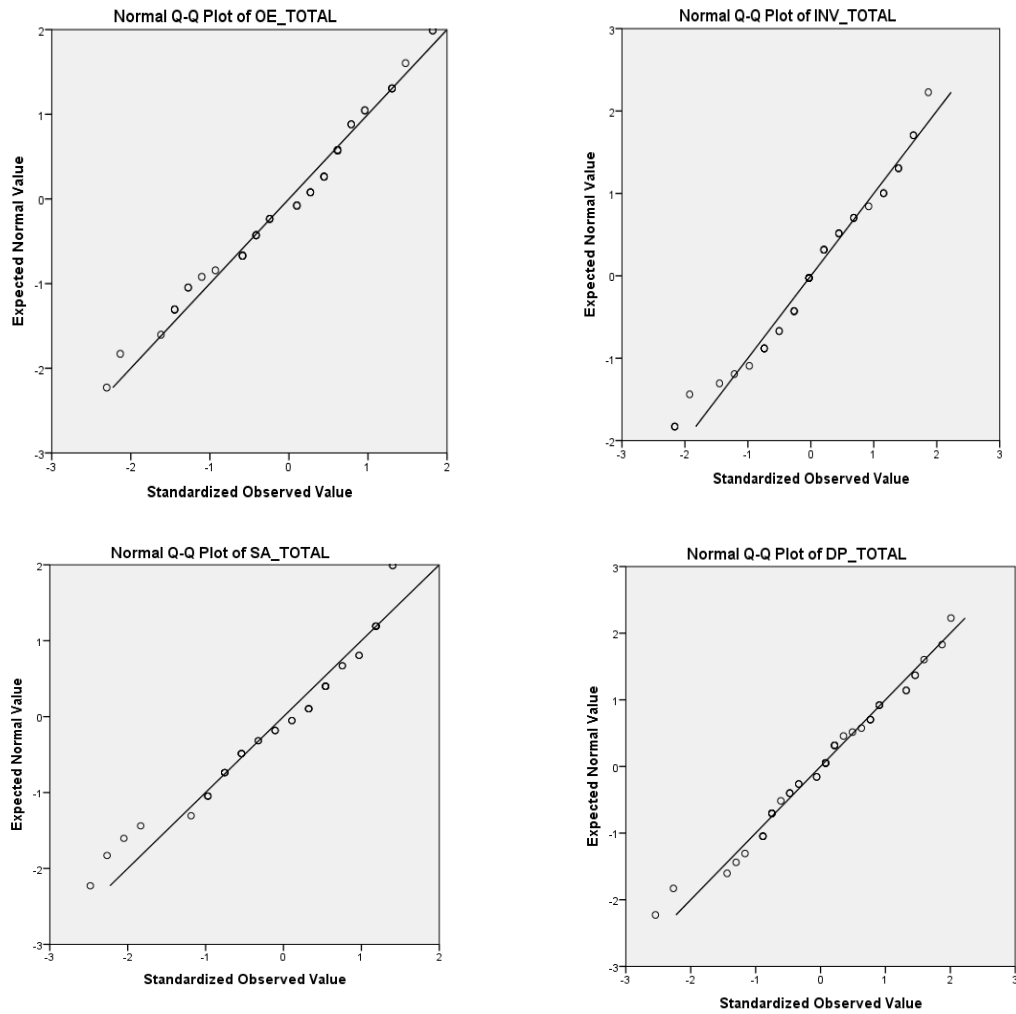 Normal Q-Q Plot of OE_TOTAL
2
1
0
-1
-2
-3
Expected Normal Value
-3 -2 -1 0 1 2
Standardized Observed Value
Normal Q-Q Plot of INV_TOTAL
3
2
1
0
-1
-2
Expected Normal Value
-3 -2 -1 0 1 2 3
Standardized Observed Value
Normal Q-Q Plot of SA_TOTAL
2
1
0
-1
-2
-3
Expected Normal Value
-3 -2 -1 0 1 2
Standardized Observed Value
Normal Q-Q Plot of DP_TOTAL
3
2
1
0
-1
-2
-3
Expected Normal Value
-3 -2 -1 0 1 2 3
Standardized Observed Value